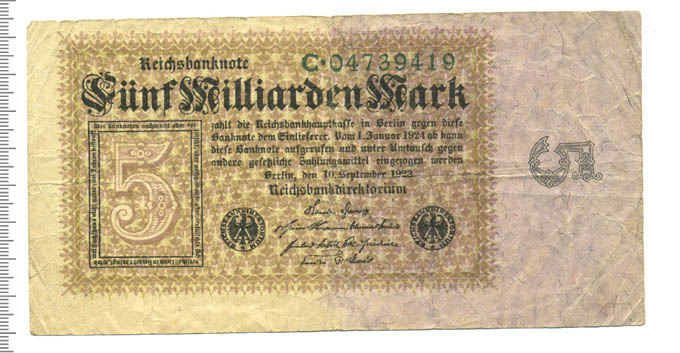 Reichsbanknote
C·04739419
Fünf Milliarden Mark
zahlt die Reichsbankhauptkasse in Berlin gegen diese
Banknote dem Einlieferer. Vom 1. Januar 1924 ab kann
diese Banknote aufgerufen und unter Umtausch gegen
andere gesetzliche Zahlungsmittel eingezogen werden
Berlin, den 10. September 1923
Reichsbankdirektorium
5
5